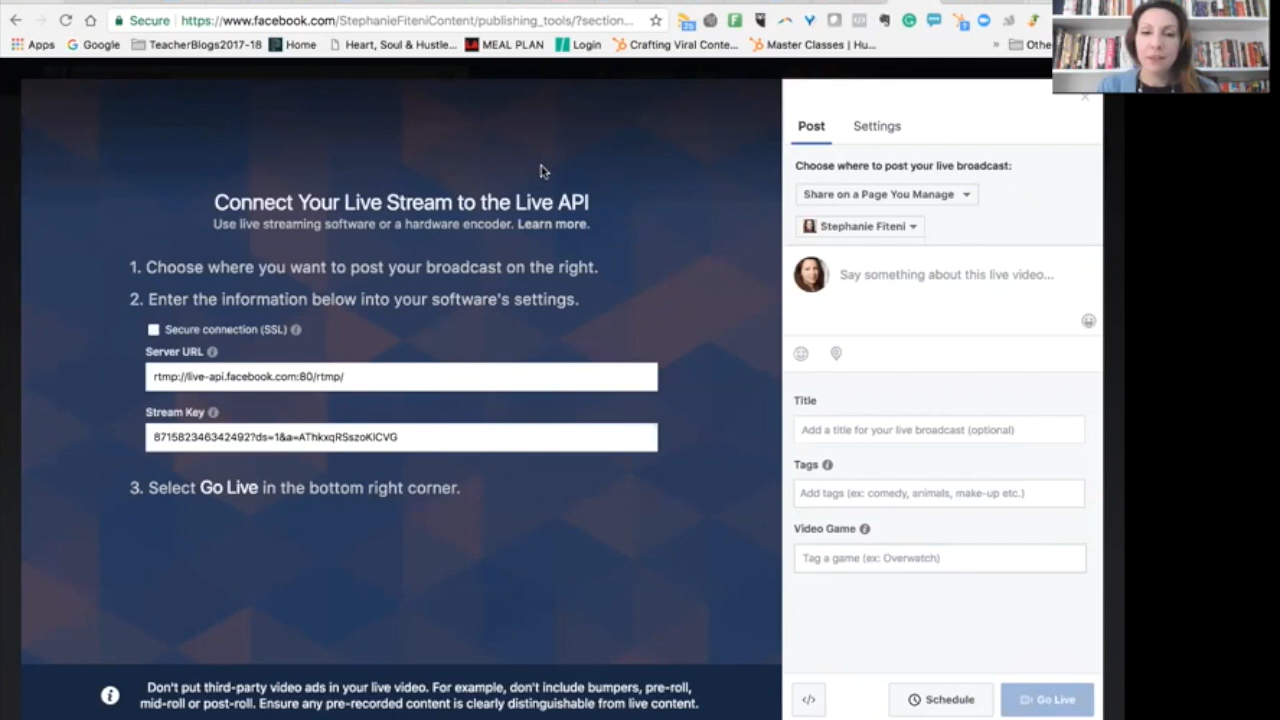 Secure https://www.facebook.com/StephanieFiteniContent/publishing_tools/?section...
Apps Google TeacherBlogs2017-18 Home Heart, Soul & Hustle... MEAL PLAN Login Crafting Viral Conte... Master Classes | Hu... » Othe
Connect Your Live Stream to the Live API
Use live streaming software or a hardware encoder. Learn more.
1. Choose where you want to post your broadcast on the right.
2. Enter the information below into your software's settings.
Secure connection (SSL)
Server URL
rtmp://live-api.facebook.com:80/rtmp/
Stream Key
871582346342492?ds=1&a=AThkxqRSszoKlCVG
3. Select Go Live in the bottom right corner.
Don't put third-party video ads in your live video. For example, don't include bumpers, pre-roll,
mid-roll or post-roll. Ensure any pre-recorded content is clearly distinguishable from live content.
Post Settings
Choose where to post your live broadcast:
Share on a Page You Manage
Stephanie Fiteni
Say something about this live video...
Title
Add a title for your live broadcast (optional)
Tags
Add tags (ex: comedy, animals, make-up etc.)
Video Game
Tag a game (ex: Overwatch)
</> Schedule Go Live